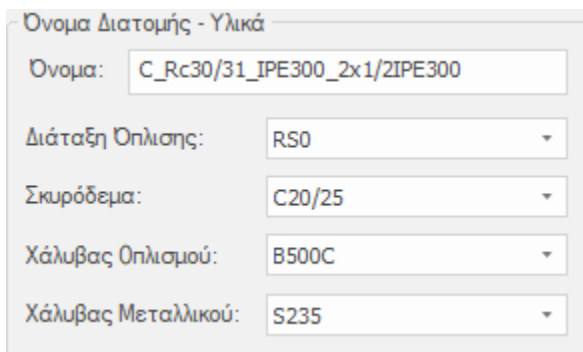 Όνομα Διατομής - Υλικά
Όνομα: C_Rc30/31_IPE300_2x1/2IPE300
Διάταξη Όπλισης: RS0
Σκυρόδεμα: C20/25
Χάλυβας Οπλισμού: B500C
Χάλυβας Μεταλλικού: S235